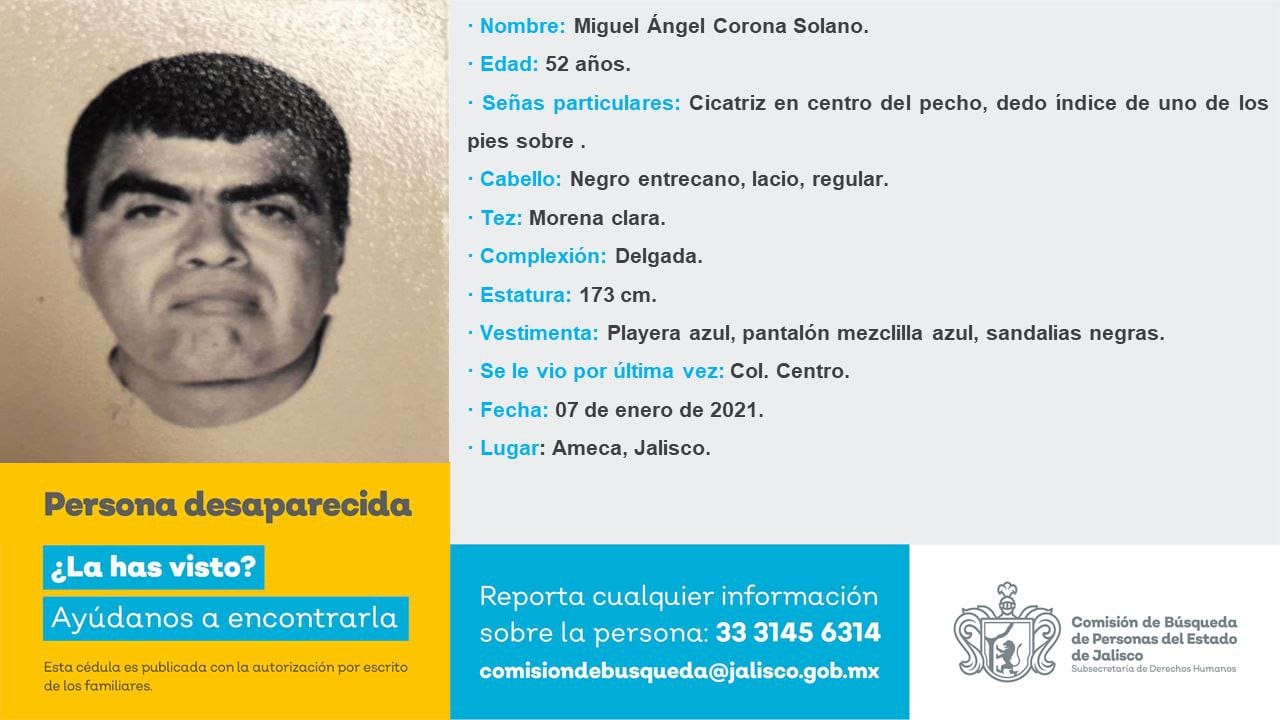 · Nombre: Miguel Ángel Corona Solano.
· Edad: 52 años.
· Señas particulares: Cicatriz en centro del pecho, dedo índice de uno de los
pies sobre .
· Cabello: Negro entrecano, lacio, regular.
· Tez: Morena clara.
· Complexión: Delgada.
· Estatura: 173 cm.
· Vestimenta: Playera azul, pantalón mezclilla azul, sandalias negras.
· Se le vio por última vez: Col. Centro.
· Fecha: 07 de enero de 2021.
· Lugar: Ameca, Jalisco.
Persona desaparecida
¿La has visto?
Ayúdanos a encontrarla
Esta cédula es publicada con la autorización por escrito
de los familiares.
Reporta cualquier información
sobre la persona: 33 3145 6314
comisiondebusqueda@jalisco.gob.mx
Comisión de Búsqueda
de Personas del Estado
de Jalisco
Subsecretaría de Derechos Humanos